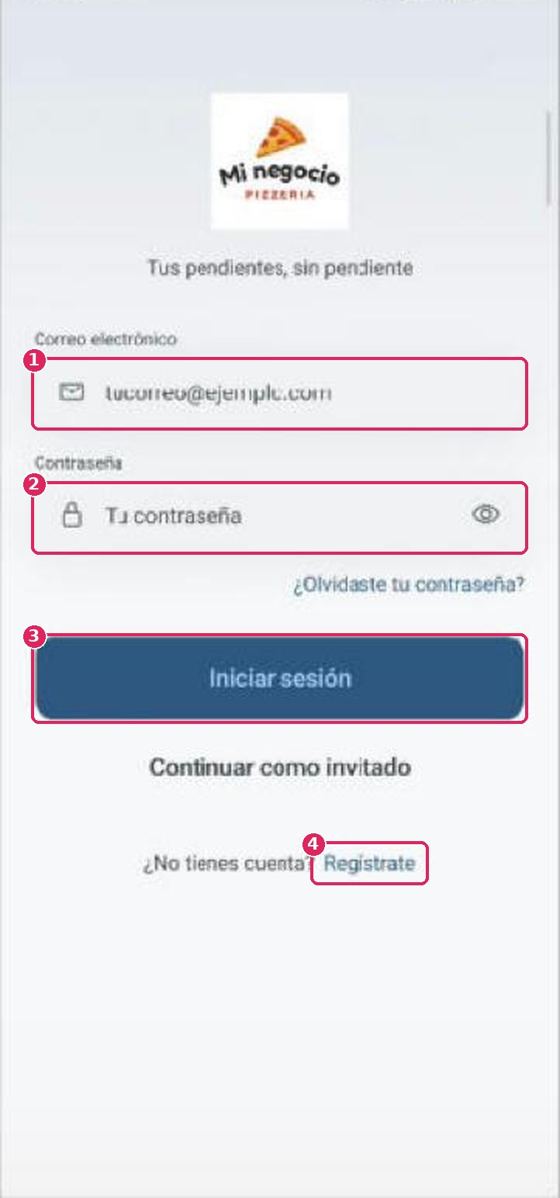 Mi negocio
PIZZERIA
Tus pendientes, sin pendiente
Correo electrónico
1
tucorreo@ejemplo.com
Contraseña
2
Tu contraseña
¿Olvidaste tu contraseña?
3
Iniciar sesión
Continuar como invitado
4
¿No tienes cuenta? Regístrate